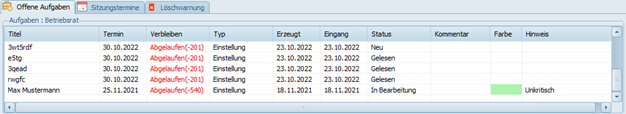 Offene Aufgaben Sitzungstermine Löschwarnung
Aufgaben : Betriebsrat
Titel Termin Verbleiben Typ Erzeugt Eingang Status Kommentar Farbe Hinweis
3wt5rdf 30.10.2022 Abgelaufen(-201) Einstellung 23.10.2022 23.10.2022 Neu
e5tg 30.10.2022 Abgelaufen(-201) Einstellung 23.10.2022 23.10.2022 Gelesen
3qead 30.10.2022 Abgelaufen(-201) Einstellung 23.10.2022 23.10.2022 Gelesen
rwgfc 30.10.2022 Abgelaufen(-201) Einstellung 23.10.2022 23.10.2022 Gelesen
Max Mustermann 25.11.2021 Abgelaufen(-540) Einstellung 18.11.2021 18.11.2021 In Bearbeitung Unkritisch